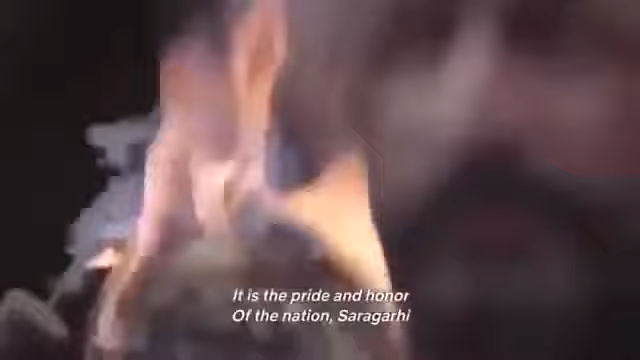 It is the pride and honor
Of the nation, Saragarhi